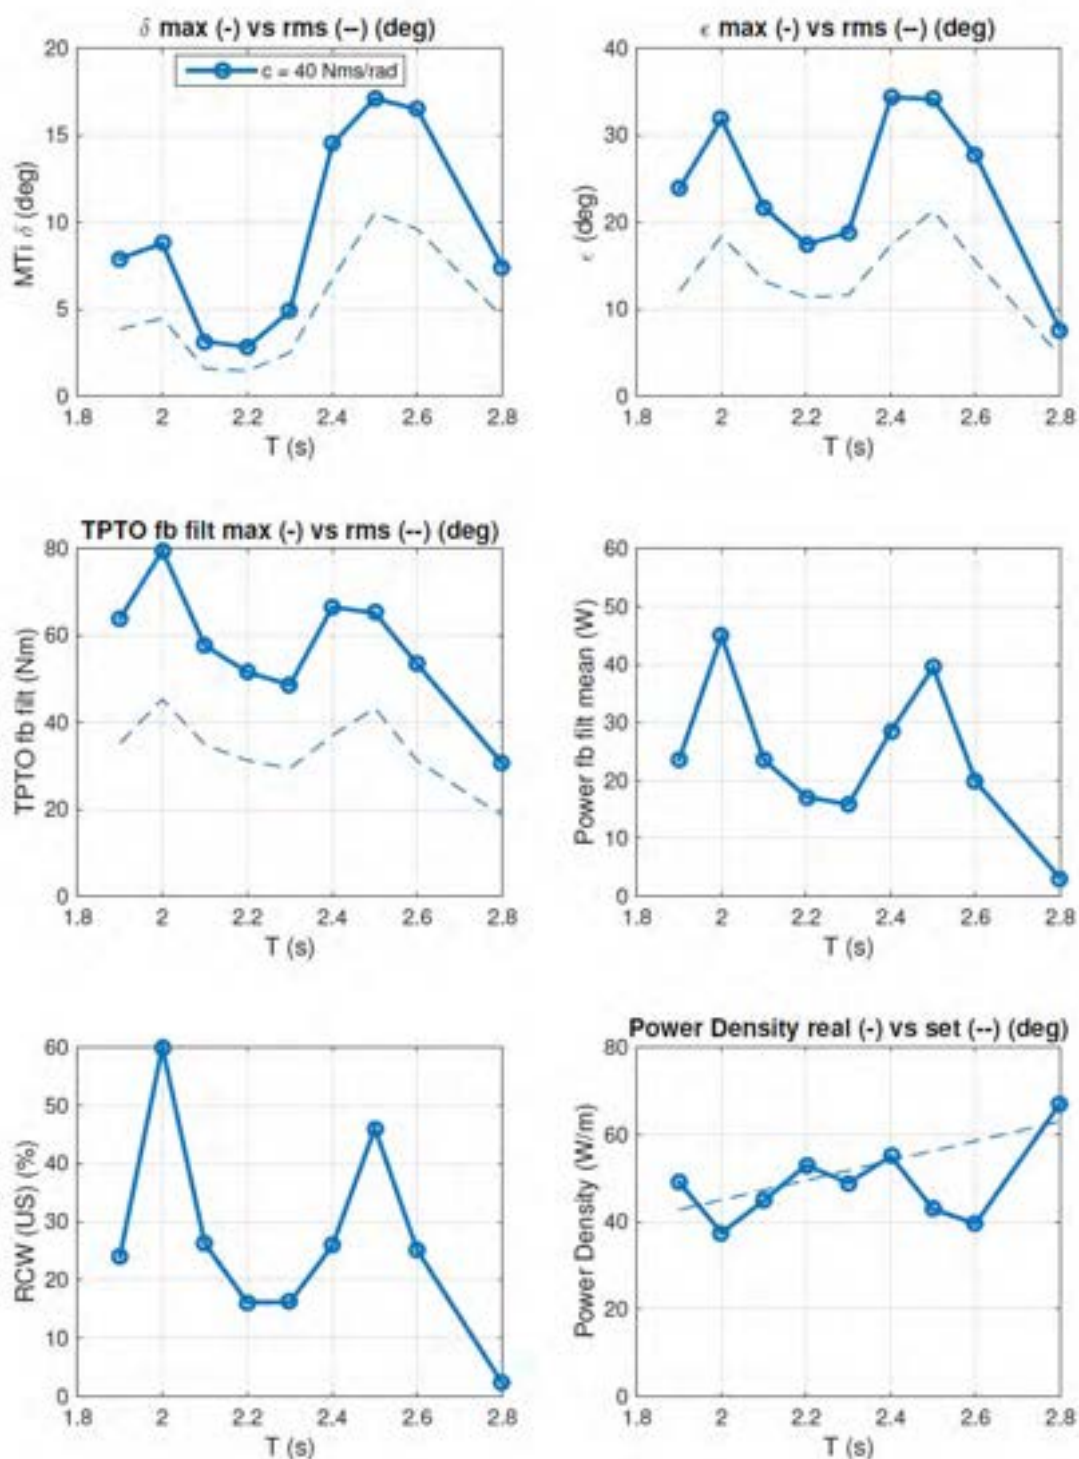 δ max (-) vs rms (--) (deg)
c = 40 Nms/rad
MTi δ (deg)
20
15
10
5
0
1.8 2 2.2 2.4 2.6 2.8
T (s)
ϵ max (-) vs rms (--) (deg)
ϵ (deg)
40
30
20
10
0
1.8 2 2.2 2.4 2.6 2.8
T (s)
TPTO fb filt max (-) vs rms (--) (deg)
TPTO fb filt (Nm)
80
60
40
20
0
1.8 2 2.2 2.4 2.6 2.8
T (s)
Power fb filt mean (W)
60
50
40
30
20
10
0
1.8 2 2.2 2.4 2.6 2.8
T (s)
RCW (US) (%)
60
50
40
30
20
10
0
1.8 2 2.2 2.4 2.6 2.8
T (s)
Power Density real (-) vs set (--) (deg)
Power Density (W/m)
80
60
40
20
0
1.8 2 2.2 2.4 2.6 2.8
T (s)